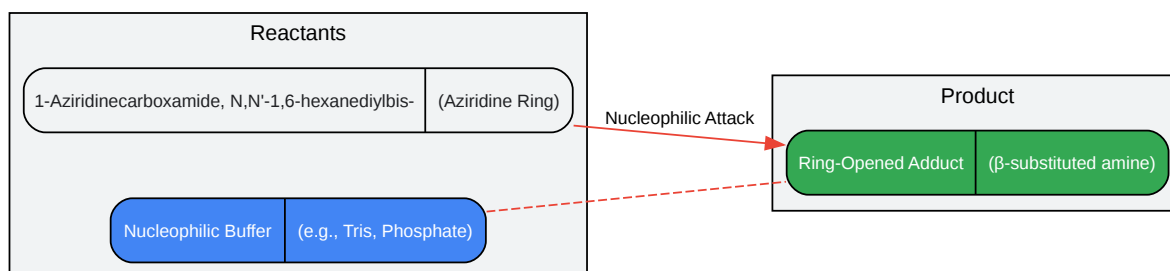 Reactants
1-Aziridinecarboxamide, N,N'-1,6-hexanediylbis- (Aziridine Ring)
Nucleophilic Attack
Nucleophilic Buffer (e.g., Tris, Phosphate)
Product
Ring-Opened Adduct (β-substituted amine)